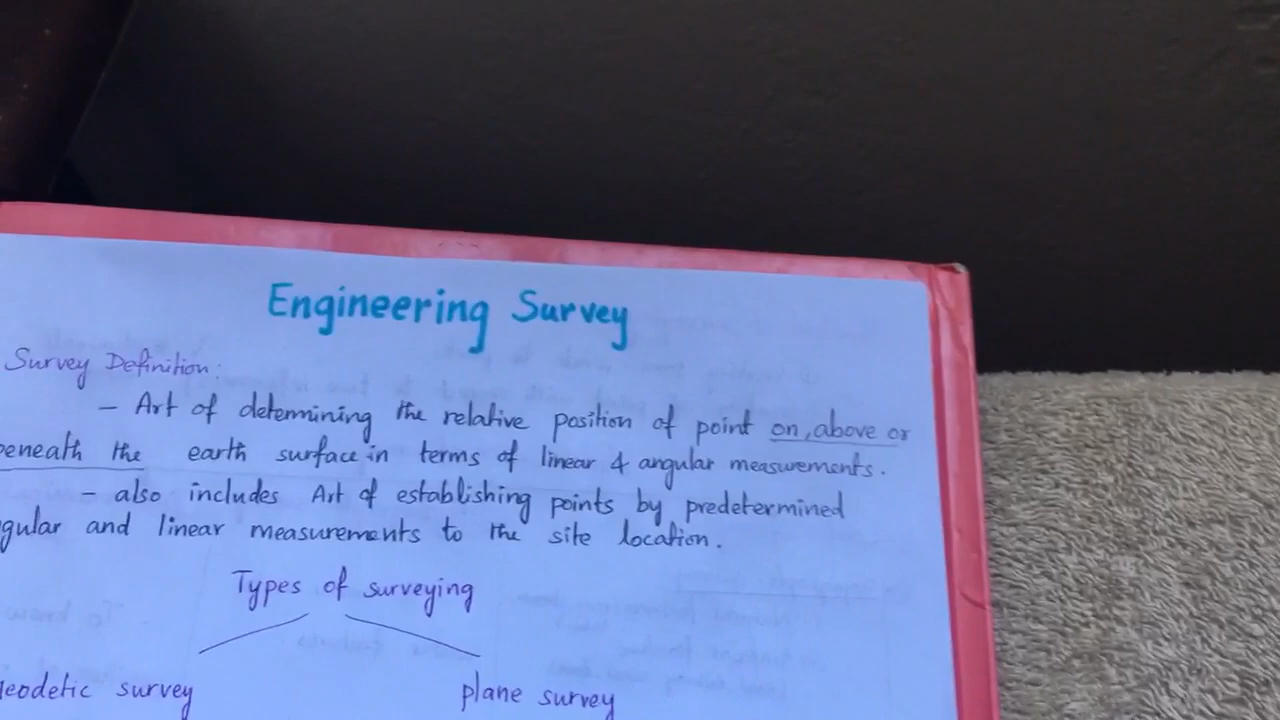 Engineering Survey
Survey Definition:
– Art of determining the relative position of point on, above or
beneath the earth surface in terms of linear & angular measurements.
– also includes Art of establishing points by predetermined
gular and linear measurements to the site location.
Types of surveying
eodetic survey plane survey